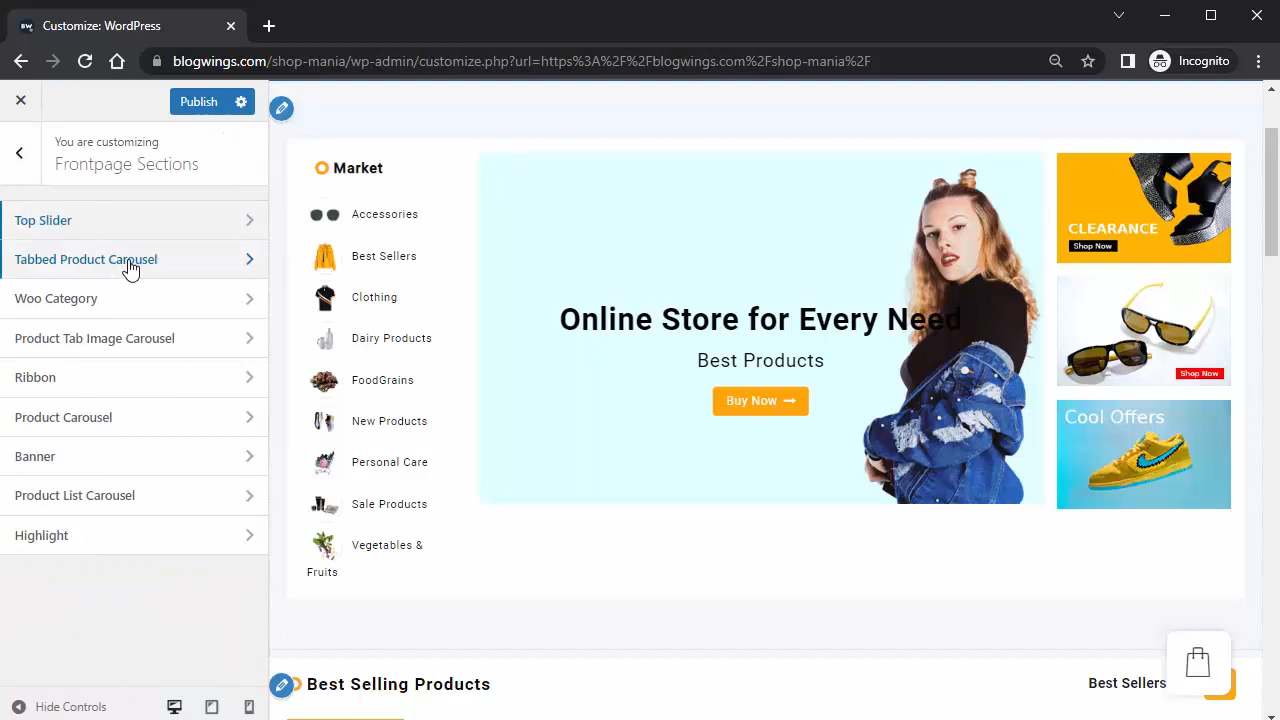 Customize: WordPress
blogwings.com/shop-mania/wp-admin/customize.php?url=https%3A%2F%2Fblogwings.com%2Fshop-mania%2F
Incognito
Publish
You are customizing
Frontpage Sections
Top Slider
Tabbed Product Carousel
Woo Category
Product Tab Image Carousel
Ribbon
Product Carousel
Banner
Product List Carousel
Highlight
Hide Controls
Market
Accessories
Best Sellers
Clothing
Dairy Products
FoodGrains
New Products
Personal Care
Sale Products
Vegetables &
Fruits
Online Store for Every Need
Best Products
Buy Now
CLEARANCE
Shop Now
Shop Now
Cool Offers
Best Selling Products
Best Sellers